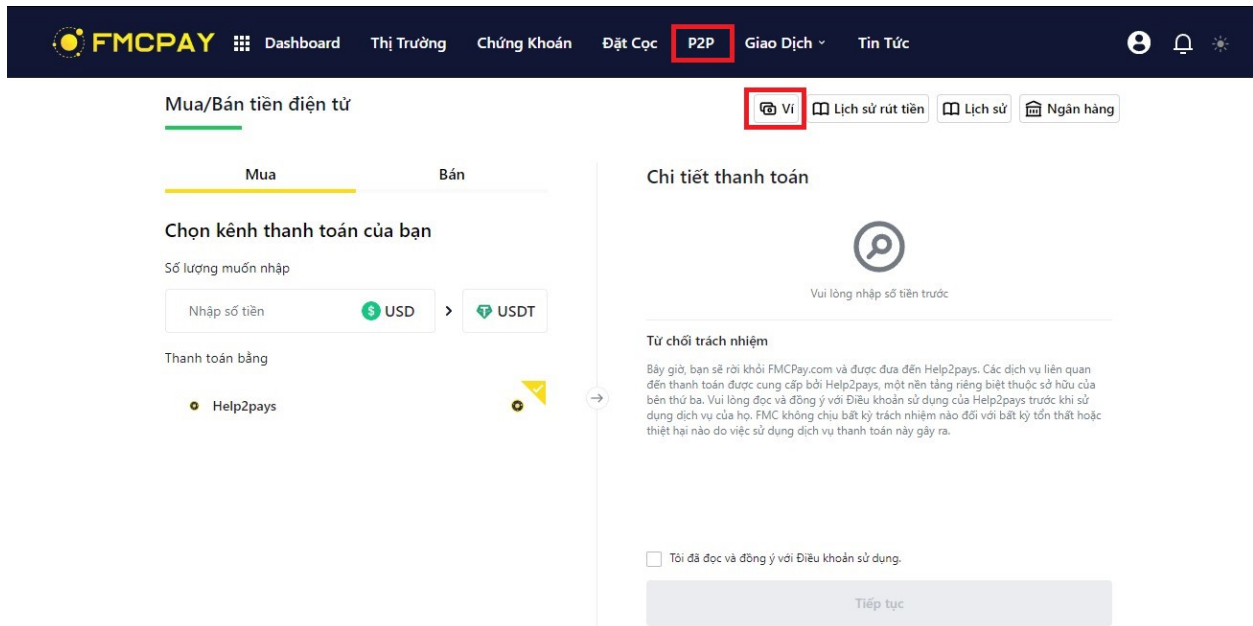 FMCPAY Dashboard Thị Trường Chứng Khoán Đặt Cọc P2P Giao Dịch Tin Tức
Mua/Bán tiền điện tử
Ví Lịch sử rút tiền Lịch sử Ngân hàng
Mua Bán
Chọn kênh thanh toán của bạn
Số lượng muốn nhập
Nhập số tiền USD > USDT
Thanh toán bằng
Help2pays
Chi tiết thanh toán
Vui lòng nhập số tiền trước
Từ chối trách nhiệm
Bây giờ, bạn sẽ rời khỏi FMCPay.com và được đưa đến Help2pays. Các dịch vụ liên quan
đến thanh toán được cung cấp bởi Help2pays, một nền tảng riêng biệt thuộc sở hữu của
bên thứ ba. Vui lòng đọc và đồng ý với Điều khoản sử dụng của Help2pays trước khi sử
dụng dịch vụ của họ. FMC không chịu bất kỳ trách nhiệm nào đối với bất kỳ tổn thất hoặc
thiệt hại nào do việc sử dụng dịch vụ thanh toán này gây ra.
Tôi đã đọc và đồng ý với Điều khoản sử dụng.
Tiếp tục